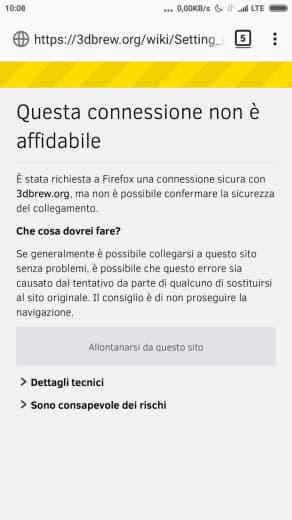 10:08 ... 0,00KB/s LTE
https://3dbrew.org/wiki/Setting_ 5
Questa connessione non è
affidabile
È stata richiesta a Firefox una connessione sicura con
3dbrew.org, ma non è possibile confermare la sicurezza
del collegamento.
Che cosa dovrei fare?
Se generalmente è possibile collegarsi a questo sito
senza problemi, è possibile che questo errore sia
causato dal tentativo da parte di qualcuno di sostituirsi
al sito originale. Il consiglio è di non proseguire la
navigazione.
Allontanarsi da questo sito
Dettagli tecnici
Sono consapevole dei rischi